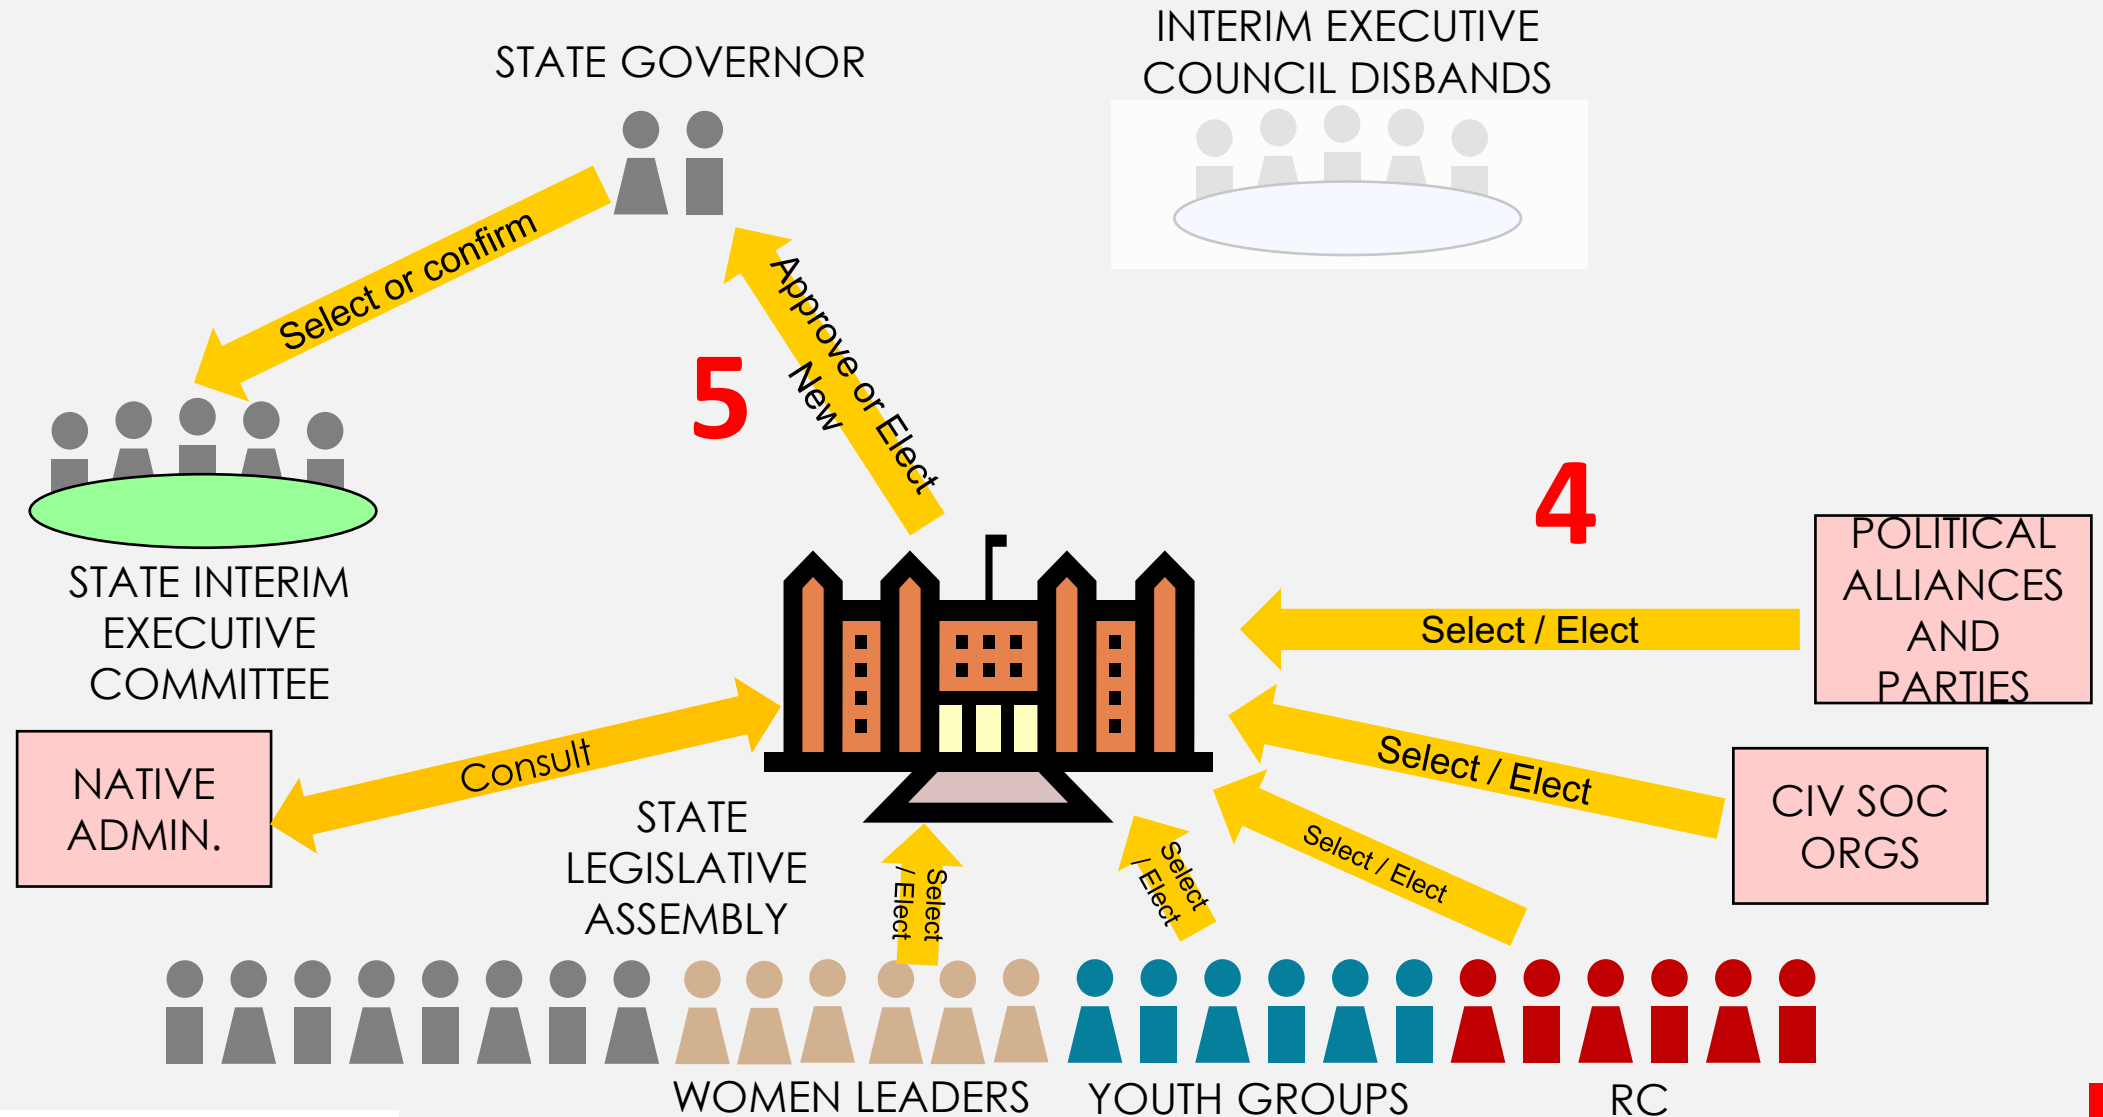 INTERIM EXECUTIVE
COUNCIL DISBANDS
STATE GOVERNOR
Select or confirm
Approve or Elect
New
5
4
STATE INTERIM
EXECUTIVE
COMMITTEE
POLITICAL
ALLIANCES
AND
PARTIES
Select / Elect
Select / Elect
CIV SOC
ORGS
NATIVE
ADMIN.
Consult
STATE
LEGISLATIVE
ASSEMBLY
Select
/ Elect
Select
/ Elect
Select / Elect
WOMEN LEADERS
YOUTH GROUPS
RC